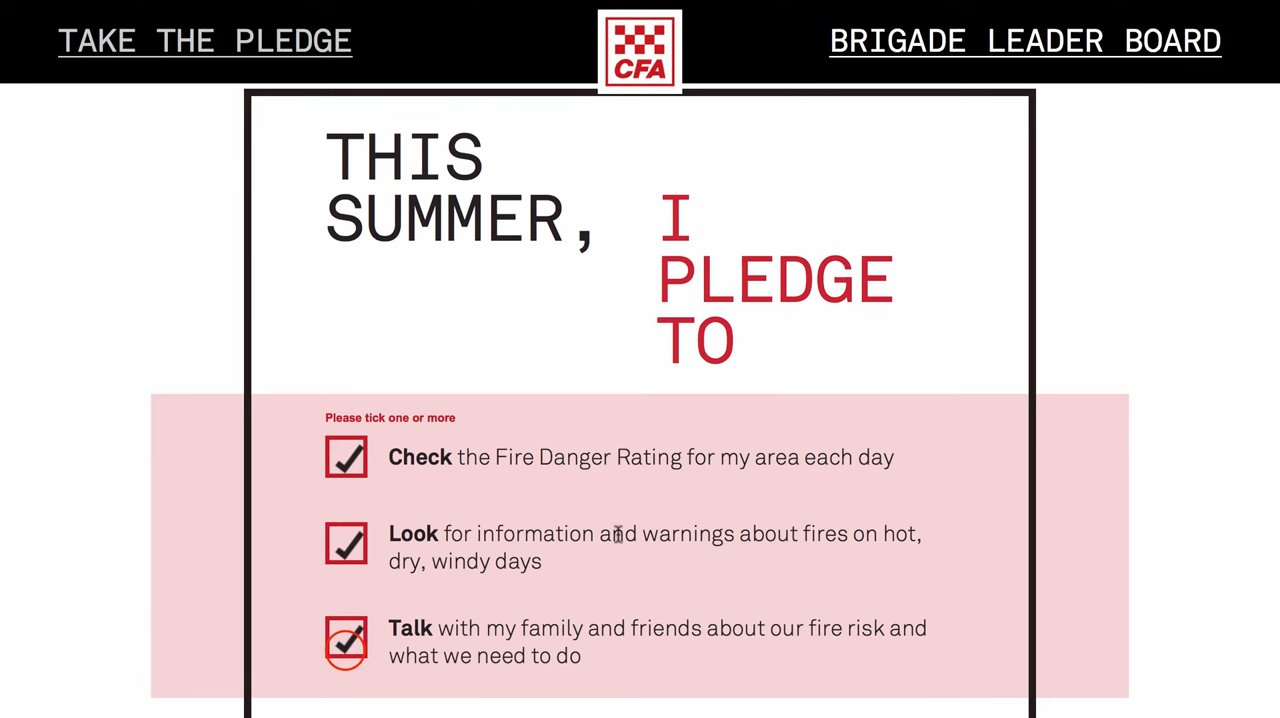 TAKE THE PLEDGE
CFA
BRIGADE LEADER BOARD
THIS
SUMMER, I
PLEDGE
TO
Please tick one or more
Check the Fire Danger Rating for my area each day
Look for information and warnings about fires on hot,
dry, windy days
Talk with my family and friends about our fire risk and
what we need to do